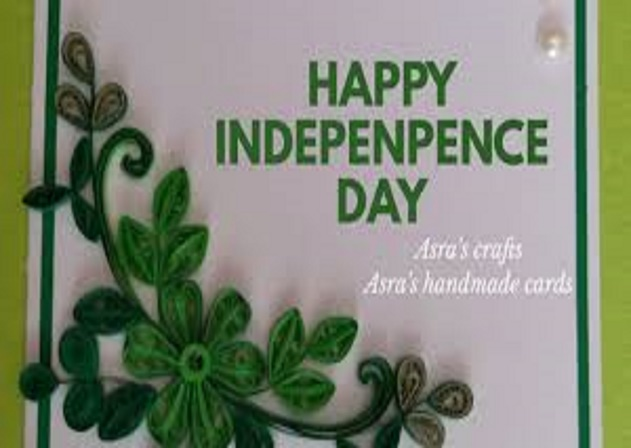 HAPPY
INDEPENPENCE
DAY
Asra's crafts
Asra's handmade cards